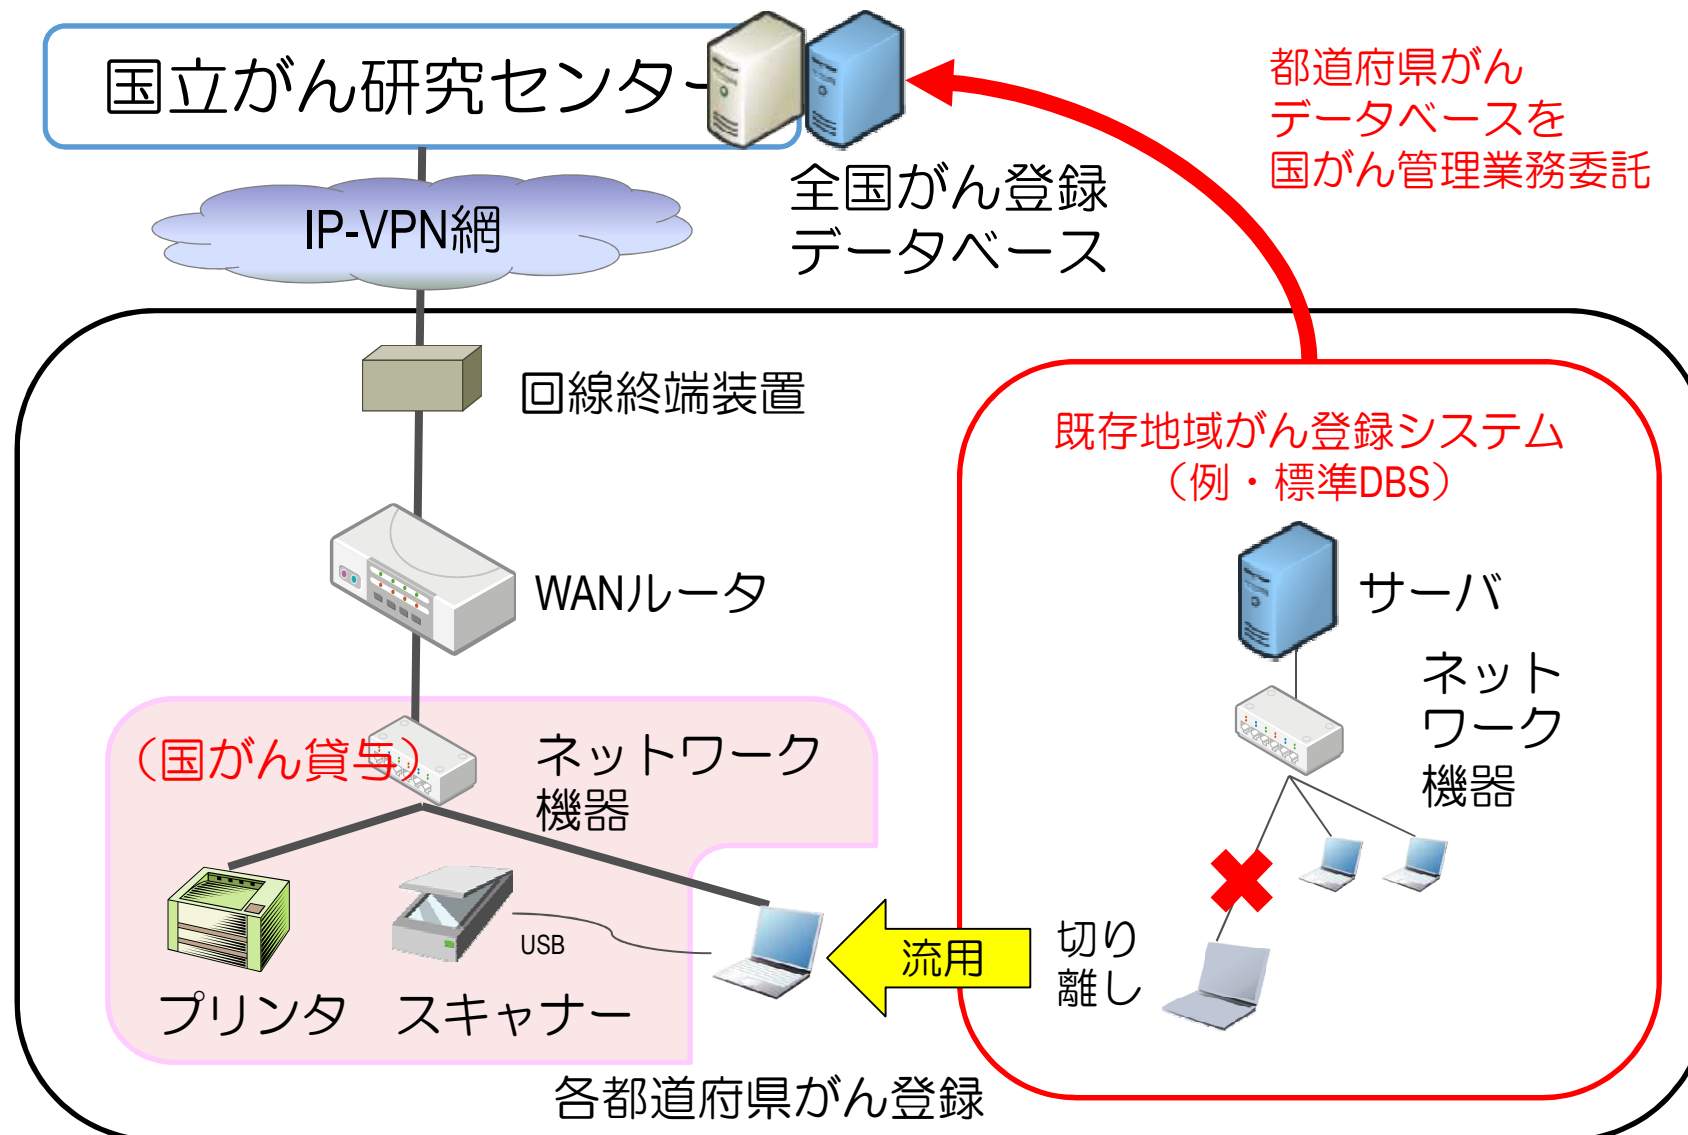 国立がん研究センター
都道府県がん
データベースを
国がん管理業務委託
全国がん登録
データベース
IP-VPN網
回線終端装置
既存地域がん登録システム
（例・標準DBS）
WANルータ
サーバ
ネット
ワーク
機器
（国がん貸与）
ネットワーク
機器
USB
流用
切り
離し
プリンタ
スキャナー
各都道府県がん登録